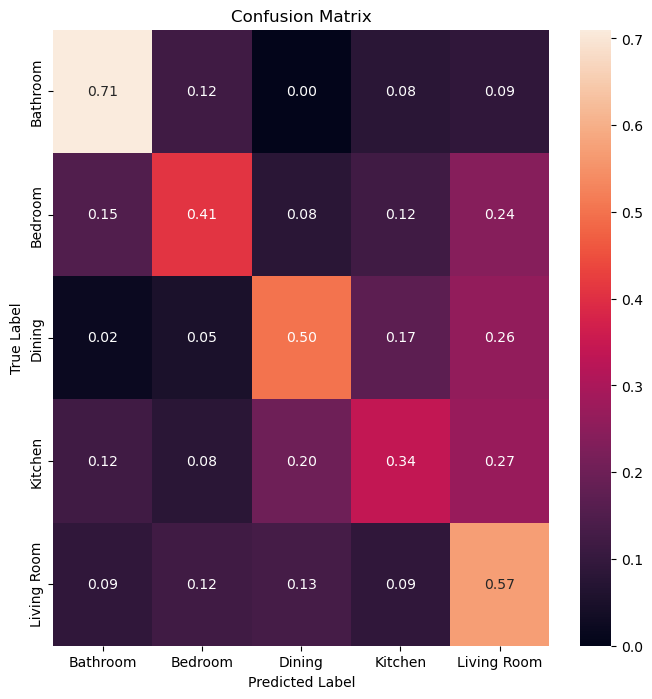 Confusion Matrix
True Label
Bathroom
0.71 0.12 0.00 0.08 0.09
Bedroom
0.15 0.41 0.08 0.12 0.24
Dining
0.02 0.05 0.50 0.17 0.26
Kitchen
0.12 0.08 0.20 0.34 0.27
Living Room
0.09 0.12 0.13 0.09 0.57
Bathroom Bedroom Dining Kitchen Living Room
Predicted Label
0.7
0.6
0.5
0.4
0.3
0.2
0.1
0.0